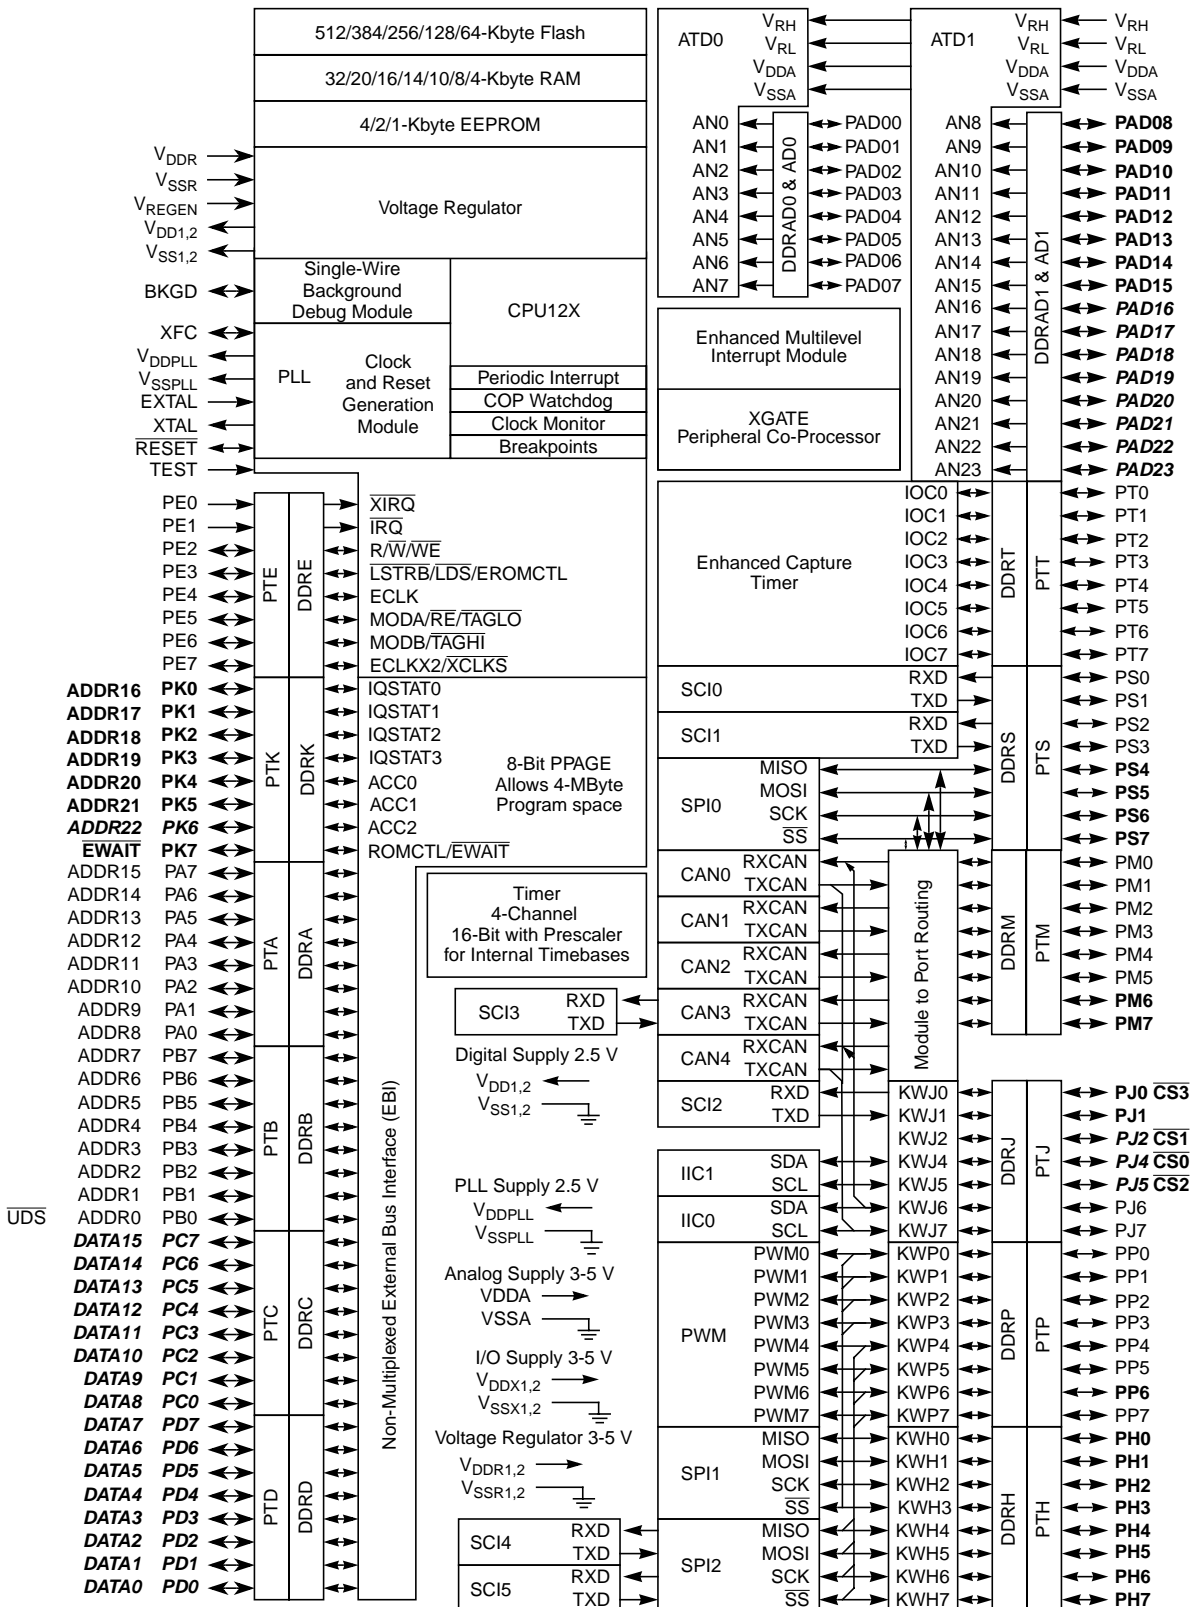 512/384/256/128/64-Kbyte Flash
32/20/16/14/10/8/4-Kbyte RAM
4/2/1-Kbyte EEPROM
Voltage Regulator
VDDR
VSSR
VREGEN
VDD1,2
VSS1,2
BKGD
XFC
VDDPLL
VSSPLL
EXTAL
XTAL
RESET
TEST
Single-Wire
Background
Debug Module
CPU12X
PLL
Clock
and Reset
Generation
Module
Periodic Interrupt
COP Watchdog
Clock Monitor
Breakpoints
PE0
PE1
PE2
PE3
PE4
PE5
PE6
PE7
PTE
DDRE
XIRQ
IRQ
R/W/WE
LSTRB/LDS/EROMCTL
ECLK
MODA/RE/TAGLO
MODB/TAGHI
ECLKX2/XCLKS
ADDR16 PK0
ADDR17 PK1
ADDR18 PK2
ADDR19 PK3
ADDR20 PK4
ADDR21 PK5
ADDR22 PK6
EWAIT PK7
PTK
DDRK
IQSTAT0
IQSTAT1
IQSTAT2
IQSTAT3
ACC0
ACC1
ACC2
ROMCTL/EWAIT
8-Bit PPAGE
Allows 4-MByte
Program space
ADDR15 PA7
ADDR14 PA6
ADDR13 PA5
ADDR12 PA4
ADDR11 PA3
ADDR10 PA2
ADDR9 PA1
ADDR8 PA0
PTA
DDRA
ADDR7 PB7
ADDR6 PB6
ADDR5 PB5
ADDR4 PB4
ADDR3 PB3
ADDR2 PB2
ADDR1 PB1
UDS ADDR0 PB0
PTB
DDRB
DATA15 PC7
DATA14 PC6
DATA13 PC5
DATA12 PC4
DATA11 PC3
DATA10 PC2
DATA9 PC1
DATA8 PC0
PTC
DDRC
DATA7 PD7
DATA6 PD6
DATA5 PD5
DATA4 PD4
DATA3 PD3
DATA2 PD2
DATA1 PD1
DATA0 PD0
PTD
DDRD
Non-Multiplexed External Bus Interface (EBI)
Timer
4-Channel
16-Bit with Prescaler
for Internal Timebases
SCI3
RXD
TXD
Digital Supply 2.5 V
VDD1,2
VSS1,2
PLL Supply 2.5 V
VDDPLL
VSSPLL
Analog Supply 3-5 V
VDDA
VSSA
I/O Supply 3-5 V
VDDX1,2
VSSX1,2
Voltage Regulator 3-5 V
VDDR1,2
VSSR1,2
SCI4
RXD
TXD
SCI5
RXD
TXD
ATD0
VRH
VRL
VDDA
VSSA
AN0
AN1
AN2
AN3
AN4
AN5
AN6
AN7
DDRAD0 & AD0
PAD00
PAD01
PAD02
PAD03
PAD04
PAD05
PAD06
PAD07
ATD1
VRH
VRL
VDDA
VSSA
VRH
VRL
VDDA
VSSA
AN8
AN9
AN10
AN11
AN12
AN13
AN14
AN15
AN16
AN17
AN18
AN19
AN20
AN21
AN22
AN23
DDRAD1 & AD1
PAD08
PAD09
PAD10
PAD11
PAD12
PAD13
PAD14
PAD15
PAD16
PAD17
PAD18
PAD19
PAD20
PAD21
PAD22
PAD23
Enhanced Multilevel
Interrupt Module
XGATE
Peripheral Co-Processor
Enhanced Capture
Timer
IOC0
IOC1
IOC2
IOC3
IOC4
IOC5
IOC6
IOC7
DDRT
PTT
PT0
PT1
PT2
PT3
PT4
PT5
PT6
PT7
SCI0
RXD
TXD
SCI1
RXD
TXD
SPI0
MISO
MOSI
SCK
SS
DDRS
PTS
PS0
PS1
PS2
PS3
PS4
PS5
PS6
PS7
CAN0
RXCAN
TXCAN
CAN1
RXCAN
TXCAN
CAN2
RXCAN
TXCAN
CAN3
RXCAN
TXCAN
CAN4
RXCAN
TXCAN
Module to Port Routing
DDRM
PTM
PM0
PM1
PM2
PM3
PM4
PM5
PM6
PM7
SCI2
RXD
TXD
IIC1
SDA
SCL
IIC0
SDA
SCL
KWJ0
KWJ1
KWJ2
KWJ4
KWJ5
KWJ6
KWJ7
DDRJ
PTJ
PJ0 CS3
PJ1
PJ2 CS1
PJ4 CS0
PJ5 CS2
PJ6
PJ7
PWM
PWM0
PWM1
PWM2
PWM3
PWM4
PWM5
PWM6
PWM7
KWP0
KWP1
KWP2
KWP3
KWP4
KWP5
KWP6
KWP7
DDRP
PTP
PP0
PP1
PP2
PP3
PP4
PP5
PP6
PP7
SPI1
MISO
MOSI
SCK
SS
SPI2
MISO
MOSI
SCK
SS
KWH0
KWH1
KWH2
KWH3
KWH4
KWH5
KWH6
KWH7
DDRH
PTH
PH0
PH1
PH2
PH3
PH4
PH5
PH6
PH7